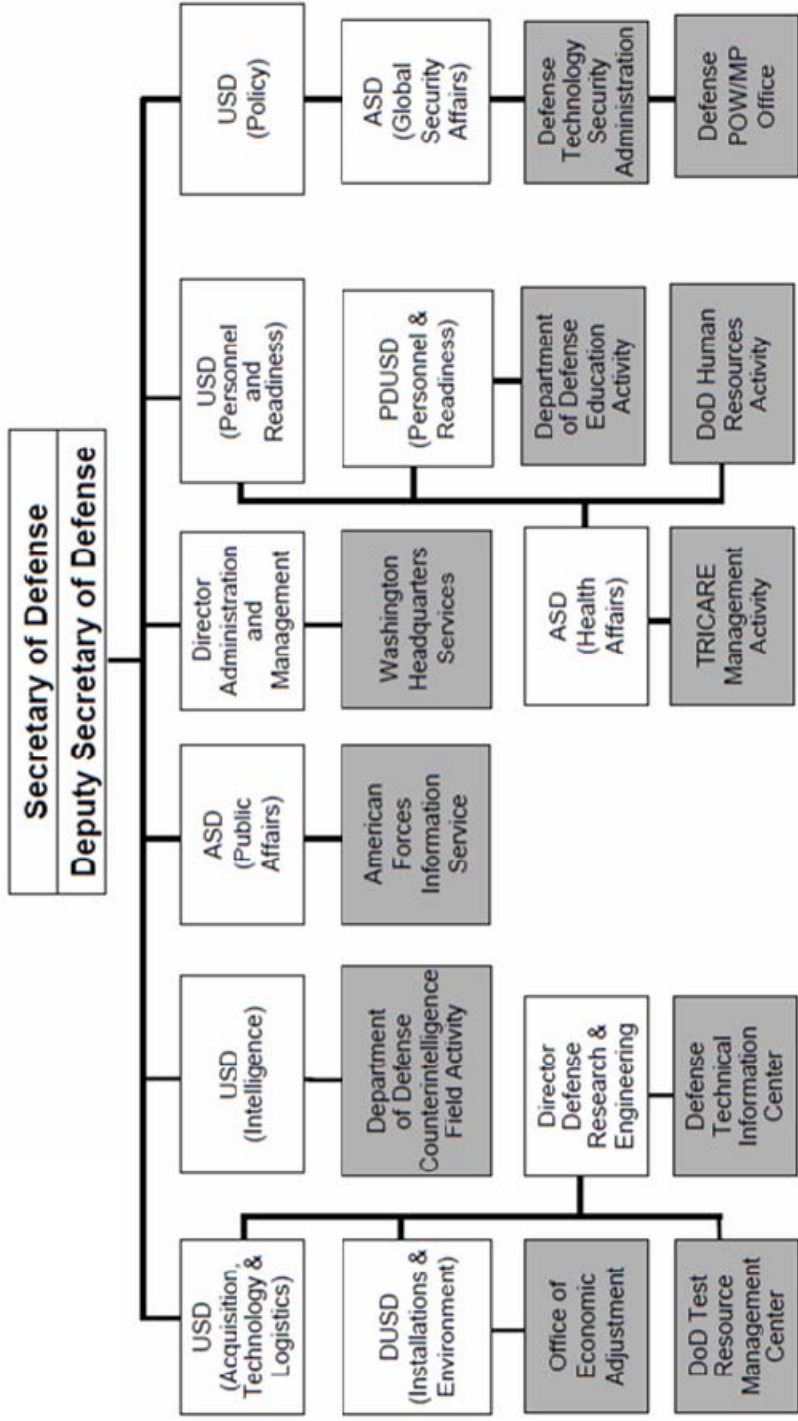 Secretary of Defense
Deputy Secretary of Defense
USD
(Acquisition,
Technology &
Logistics)
DUSD
(Installations &
Environment)
Office of
Economic
Adjustment
DoD Test
Resource
Management
Center
Director
Defense
Research &
Engineering
Defense
Technical
Information
Center
USD
(Intelligence)
Department
of Defense
Counterintelligence
Field Activity
ASD
(Public
Affairs)
American
Forces
Information
Service
Director
Administration
and
Management
Washington
Headquarters
Services
USD
(Personnel
and
Readiness)
PDUSD
(Personnel &
Readiness)
Department
of Defense
Education
Activity
DoD Human
Resources
Activity
ASD
(Health
Affairs)
TRICARE
Management
Activity
USD
(Policy)
ASD
(Global
Security
Affairs)
Defense
Technology
Security
Administration
Defense
POW/MP
Office